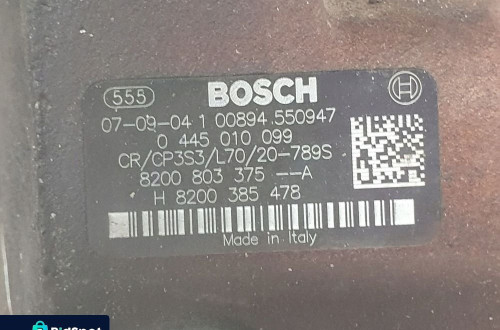 555 BOSCH
07-09-04 1 00894 550947
0 445 010 099
CR/CP3S3/L70/20-789S
8200 803 375 --A
H 8200 385 478
Made in Italy
BidSpot